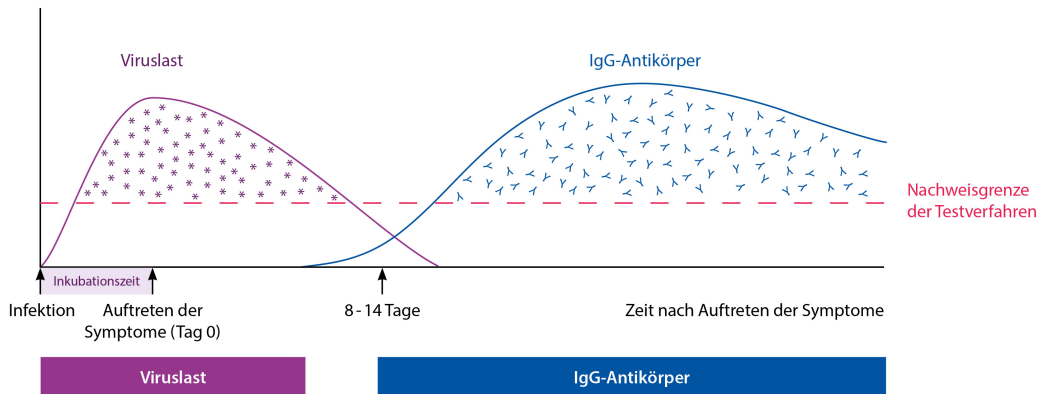 Viruslast
IgG-Antikörper
Nachweisgrenze
der Testverfahren
Inkubationszeit
Infektion
Auftreten der
Symptome (Tag 0)
8 - 14 Tage
Zeit nach Auftreten der Symptome
Viruslast
IgG-Antikörper